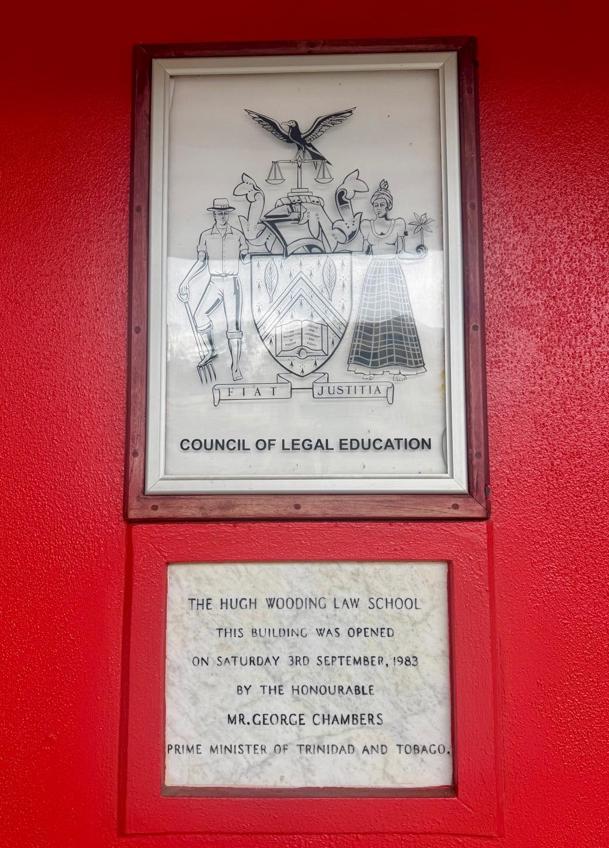 FIAT JUSTITIA
COUNCIL OF LEGAL EDUCATION
THE HUGH WOODING LAW SCHOOL
THIS BUILDING WAS OPENED
ON SATURDAY 3RD SEPTEMBER, 1983
BY THE HONOURABLE
MR. GEORGE CHAMBERS
PRIME MINISTER OF TRINIDAD AND TOBAGO.